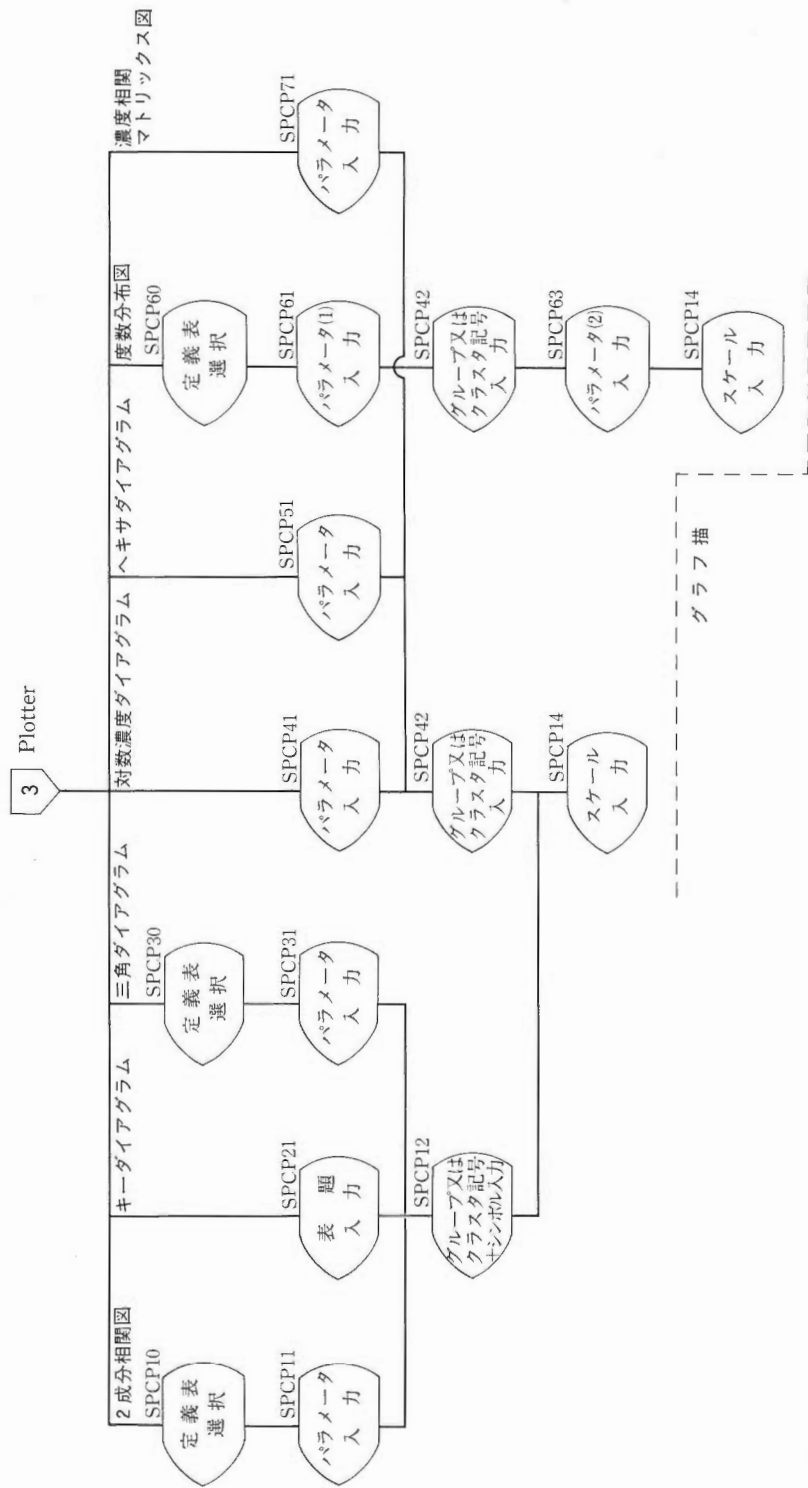 3
Plotter
2成分相関図
SPCP10
定義表
選択
SPCP11
パラメータ
入力
キーダイアグラム
SPCP21
表題
入力
三角ダイアグラム
SPCP30
定義表
選択
SPCP31
パラメータ
入力
SPCP12
グループ又は
クラスタ記号
+シンボル入力
対数濃度ダイアグラム
SPCP41
パラメータ
入力
ヘキサダイアグラム
SPCP51
パラメータ
入力
SPCP42
グループ又は
クラスタ記号
入力
SPCP14
スケール
入力
度数分布図
SPCP60
定義表
選択
SPCP61
パラメータ(1)
入力
SPCP42
グループ又は
クラスタ記号
入力
SPCP63
パラメータ(2)
入力
SPCP14
スケール
入力
濃度相関
マトリックス図
SPCP71
パラメータ
入力
グラフ描